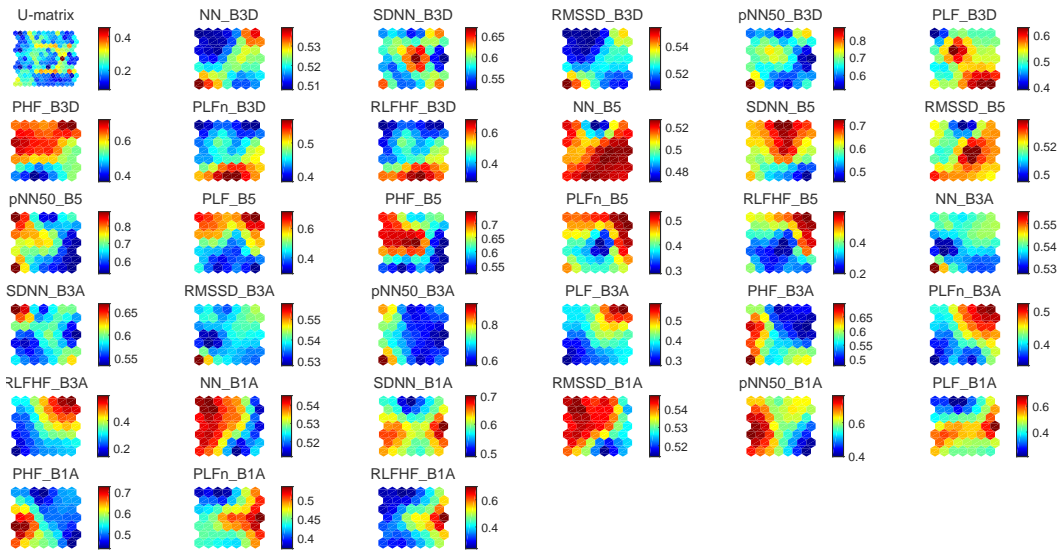 U-matrix NN_B3D SDNN_B3D RMSSD_B3D pNN50_B3D PLF_B3D
0.4 0.2
0.53 0.52 0.51
0.65 0.6 0.55
0.54 0.52
0.8 0.7 0.6
0.6 0.5 0.4
PHF_B3D PLFn_B3D RLFHF_B3D NN_B5 SDNN_B5 RMSSD_B5
0.6 0.4
0.5 0.4
0.6 0.4
0.52 0.5 0.48
0.7 0.6 0.5
0.52 0.5
pNN50_B5 PLF_B5 PHF_B5 PLFn_B5 RLFHF_B5 NN_B3A
0.8 0.7 0.6
0.6 0.4
0.7 0.65 0.6 0.55
0.5 0.4 0.3
0.4 0.2
0.55 0.54 0.53
SDNN_B3A RMSSD_B3A pNN50_B3A PLF_B3A PHF_B3A PLFn_B3A
0.65 0.6 0.55
0.55 0.54 0.53
0.8 0.6
0.5 0.4 0.3
0.65 0.6 0.55 0.5
0.5 0.4
RLFHF_B3A NN_B1A SDNN_B1A RMSSD_B1A pNN50_B1A PLF_B1A
0.4 0.2
0.54 0.53 0.52
0.7 0.6 0.5
0.54 0.53 0.52
0.6 0.4
0.6 0.4
PHF_B1A PLFn_B1A RLFHF_B1A
0.7 0.6 0.5
0.5 0.45 0.4
0.6 0.4